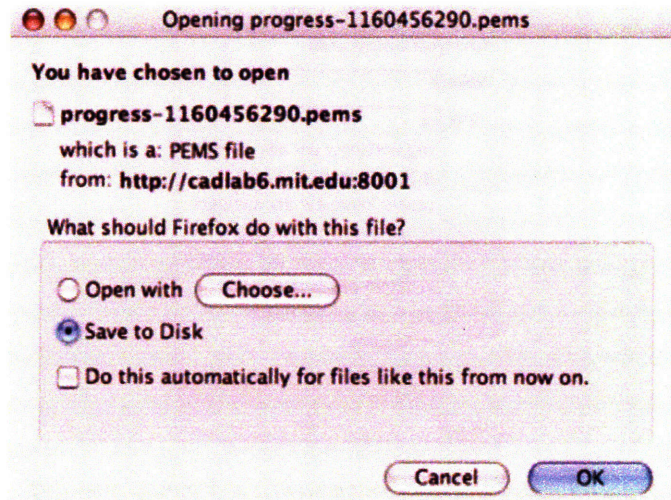 Opening progress-1160456290.pems
You have chosen to open
progress-1160456290.pems
which is a: PEMS file
from: http://cadlab6.mit.edu:8001
What should Firefox do with this file?
Open with Choose...
Save to Disk
Do this automatically for files like this from now on.
Cancel OK